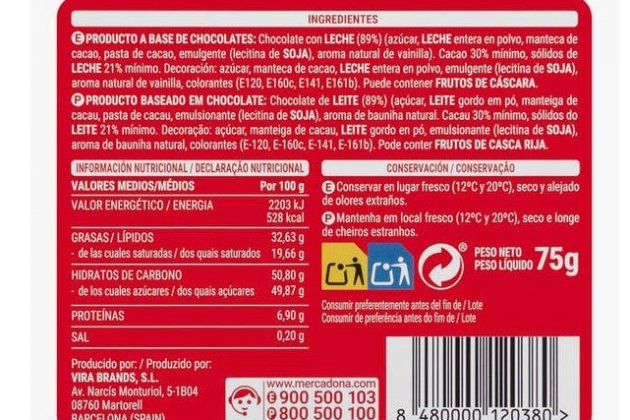 INGREDIENTES
E PRODUCTO A BASE DE CHOCOLATES: Chocolate con LECHE (89%) (azúcar, LECHE entera en polvo, manteca de
cacao, pasta de cacao, emulgente (lecitina de SOJA), aroma natural de vainilla). Cacao 30% mínimo, sólidos de
LECHE 21% mínimo. Decoración: azúcar, manteca de cacao, LECHE entera en polvo, emulgente (lecitina de SOJA),
aroma natural de vainilla, colorantes (E120, E160c, E141, E161b). Puede contener FRUTOS DE CÁSCARA.
P PRODUCTO BASEADO EM CHOCOLATE: Chocolate de LEITE (89%) (açúcar, LEITE gordo em pó, manteiga de
cacau, pasta de cacau, emulsionante (lecitina de SOJA), aroma de baunilha natural. Cacau 30% mínimo, sólidos do
LEITE 21% mínimo. Decoração: açúcar, manteiga de cacau, LEITE gordo em pó, emulsionante (lecitina de SOJA),
aroma de baunilha natural, colorantes (E-120, E-160c, E-141, E-161b). Pode conter FRUTOS DE CASCA RIJA.
INFORMACIÓN NUTRICIONAL / DECLARAÇÃO NUTRICIONAL
VALORES MEDIOS/MÉDIOS Por 100 g
VALOR ENERGÉTICO / ENERGIA 2203 kJ
528 kcal
GRASAS / LÍPIDOS 32,63 g
- de las cuales saturadas / dos quais saturados 19,66 g
HIDRATOS DE CARBONO 50,80 g
- de los cuales azúcares / dos quais açúcares 49,87 g
PROTEÍNAS 6,90 g
SAL 0,20 g
Producido por: / Produzido por:
VIRA BRANDS, S.L.
Av. Narcís Monturiol, 5-1B04
08760 Martorell
BARCELONA (SPAIN)
CONSERVACIÓN / CONSERVAÇÃO
E Conservar en lugar fresco (12ºC y 20ºC), seco y alejado
de olores extraños.
P Mantenha em local fresco (12ºC y 20ºC), seco e longe
de cheiros estranhos.
PESO NETO
PESO LÍQUIDO 75g
Consumir preferentemente antes del fin de / Lote
Consumir de preferência antes do fim de / Lote
www.mercadona.com
E 900 500 103
P 800 500 100
8 480000 120380